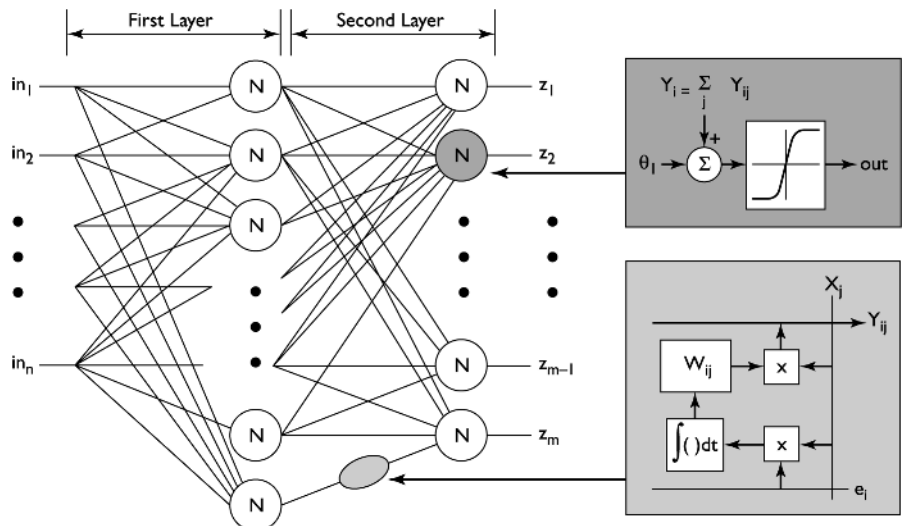 First Layer
Second Layer
in1
N
N
z1
in2
N
N
z2
N
inn
N
zm–1
N
N
zm
N
Yi = Σ Yij
j
+
θ1
Σ
out
Xj
Yij
Wij
x
∫( )dt
x
ei